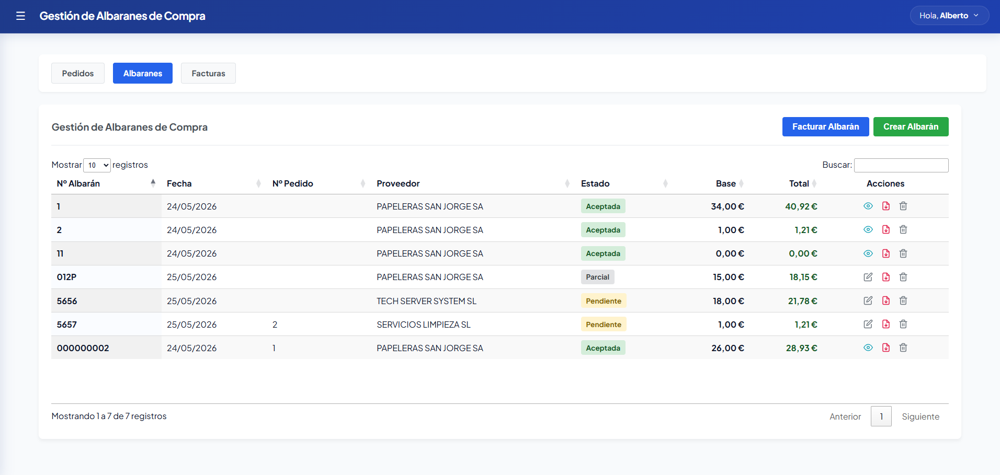 Gestión de Albaranes de Compra
Hola, Alberto
Pedidos Albaranes Facturas
Gestión de Albaranes de Compra
Facturar Albarán Crear Albarán
Mostrar 10 registros
Buscar:
Nº Albarán Fecha Nº Pedido Proveedor Estado Base Total Acciones
1 24/05/2026 PAPELERAS SAN JORGE SA Aceptada 34,00 € 40,92 €
2 24/05/2026 PAPELERAS SAN JORGE SA Aceptada 1,00 € 1,21 €
11 24/05/2026 PAPELERAS SAN JORGE SA Aceptada 0,00 € 0,00 €
012P 25/05/2026 PAPELERAS SAN JORGE SA Parcial 15,00 € 18,15 €
5656 25/05/2026 TECH SERVER SYSTEM SL Pendiente 18,00 € 21,78 €
5657 25/05/2026 2 SERVICIOS LIMPIEZA SL Pendiente 1,00 € 1,21 €
000000002 24/05/2026 1 PAPELERAS SAN JORGE SA Aceptada 26,00 € 28,93 €
Mostrando 1 a 7 de 7 registros
Anterior 1 Siguiente